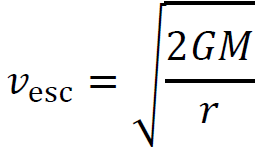 v_esc = √(2GM/r)